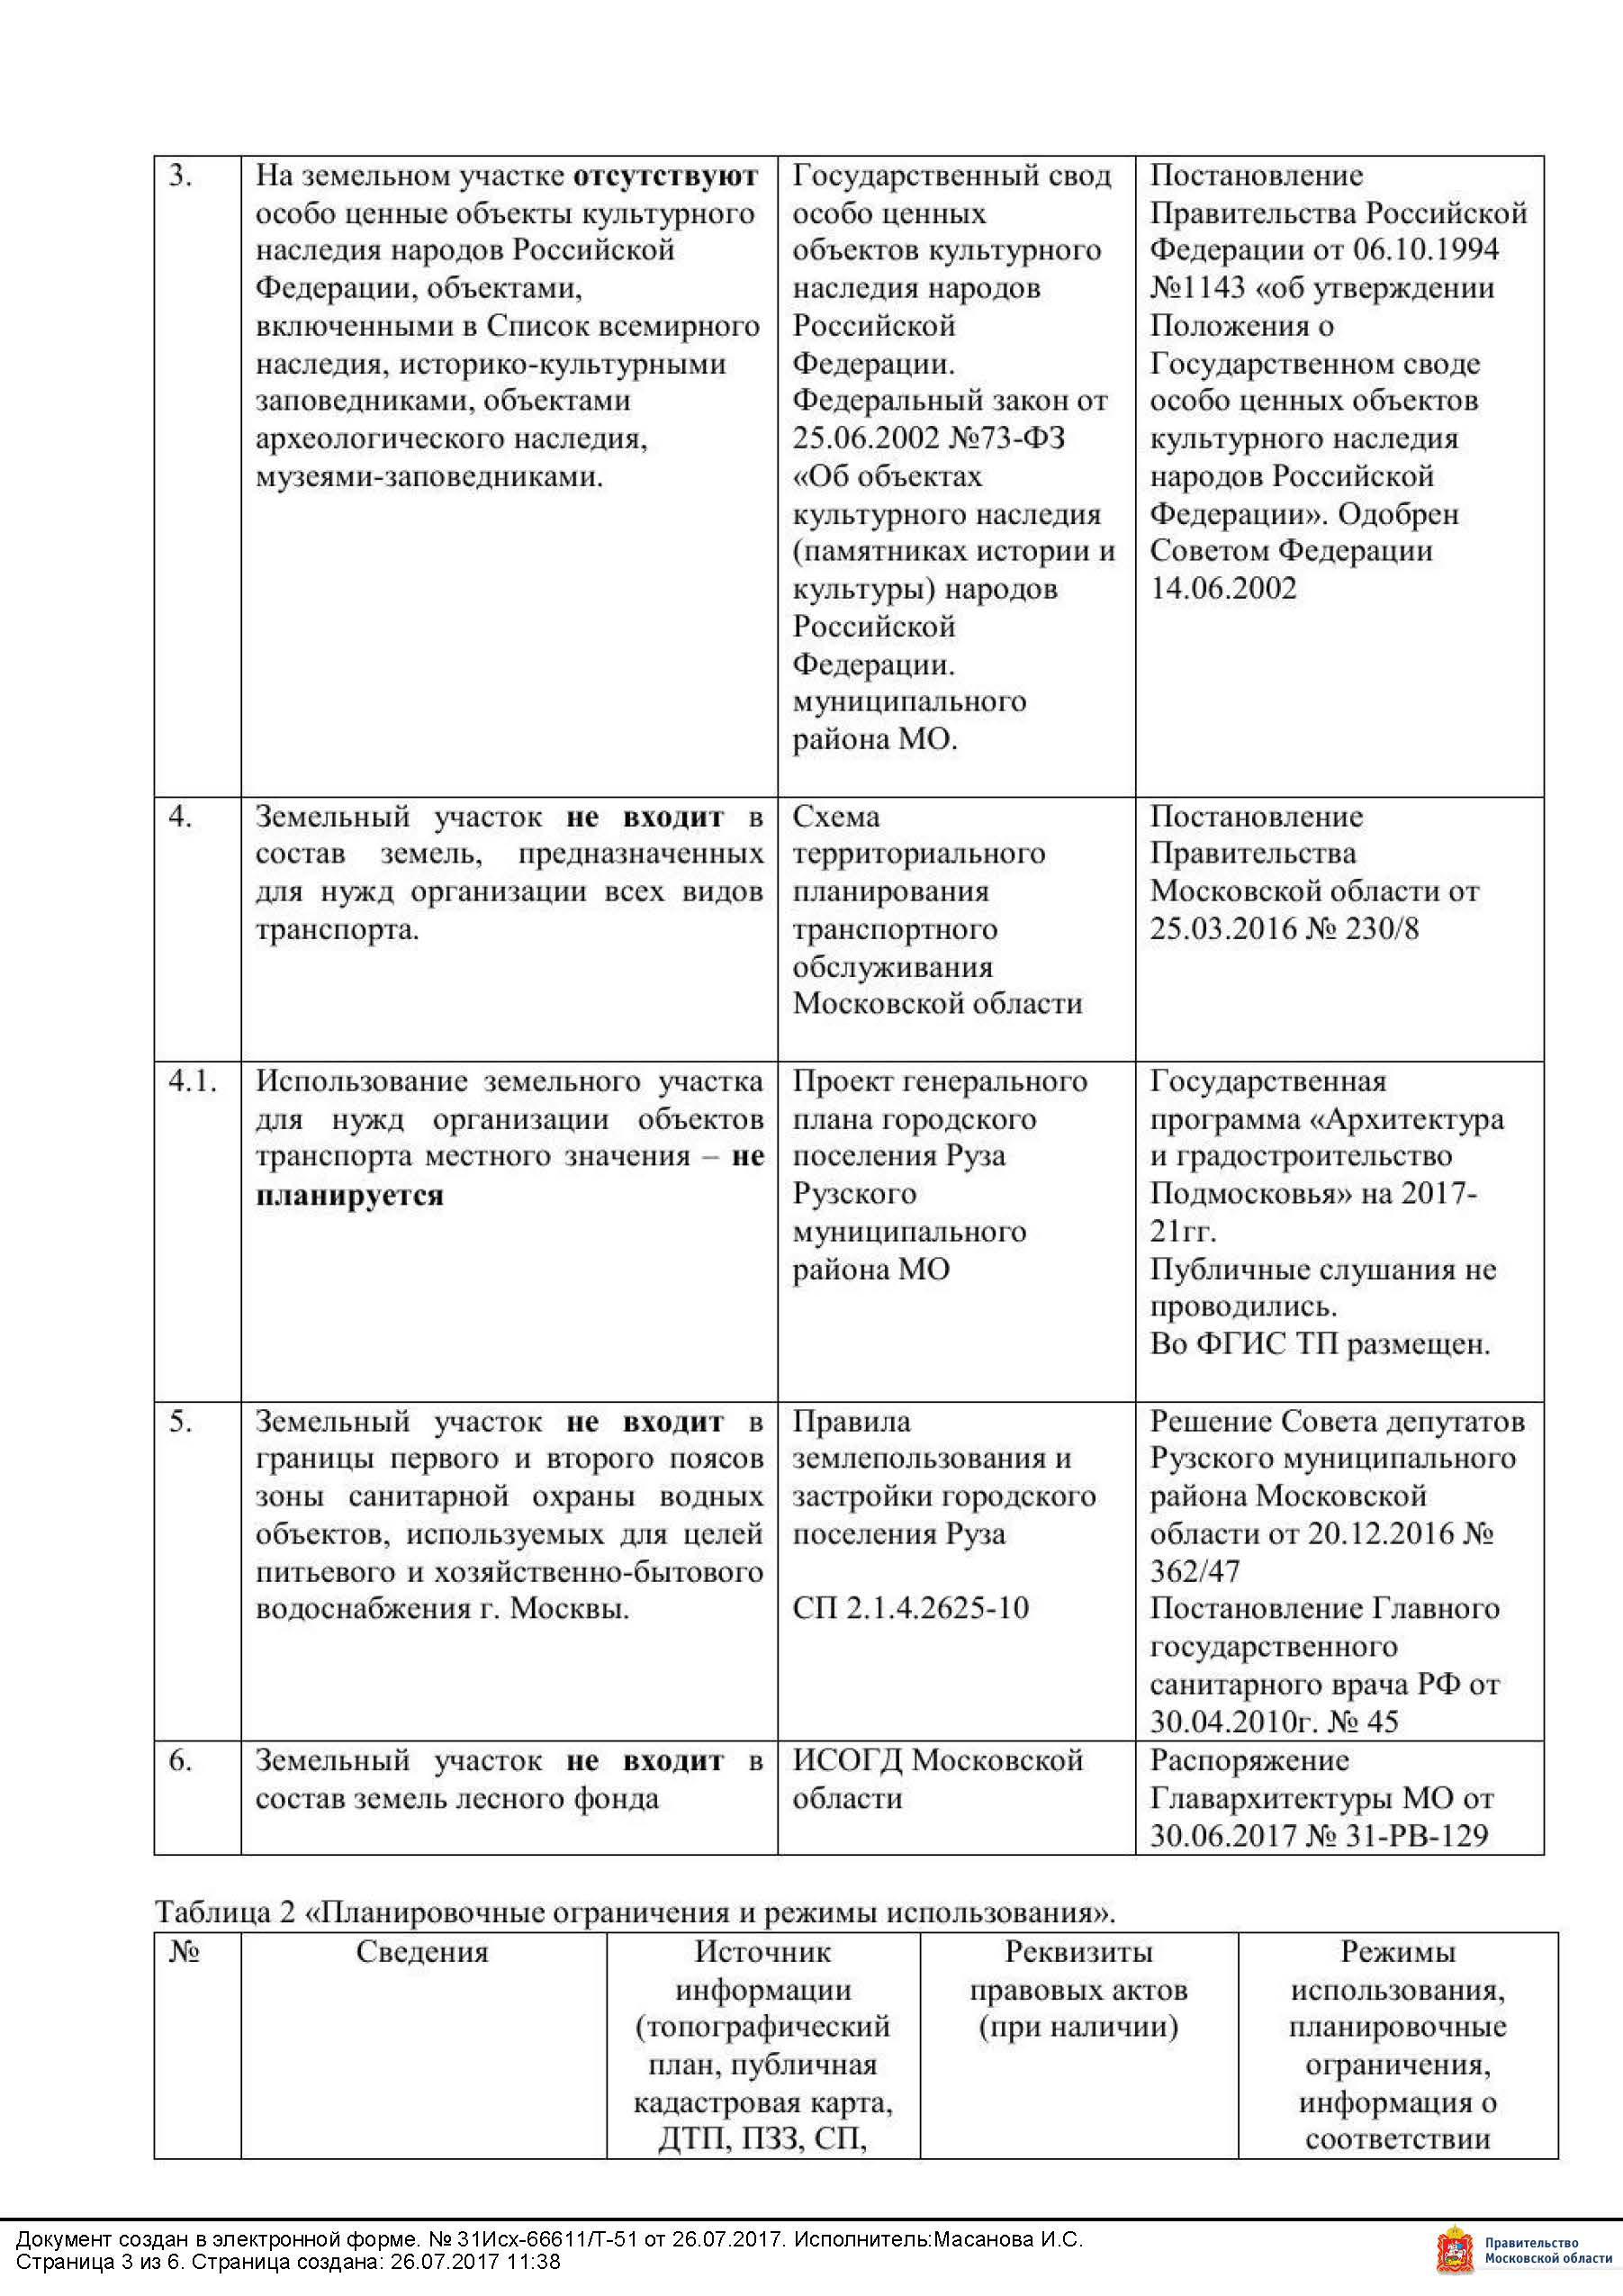 3.
На земельном участке отсутствуют
особо ценные объекты культурного
наследия народов Российской
Федерации, объектами,
включенными в Список всемирного
наследия, историко-культурными
заповедниками, объектами
археологического наследия,
музеями-заповедниками.
Государственный свод
особо ценных
объектов культурного
наследия народов
Российской
Федерации.
Федеральный закон от
25.06.2002 №73-ФЗ
«Об объектах
культурного наследия
(памятниках истории и
культуры) народов
Российской
Федерации.
муниципального
района МО.
Постановление
Правительства Российской
Федерации от 06.10.1994
№1143 «об утверждении
Положения о
Государственном своде
особо ценных объектов
культурного наследия
народов Российской
Федерации». Одобрен
Советом Федерации
14.06.2002
4.
Земельный участок не входит в
состав земель, предназначенных
для нужд организации всех видов
транспорта.
Схема
территориального
планирования
транспортного
обслуживания
Московской области
Постановление
Правительства
Московской области от
25.03.2016 № 230/8
4.1.
Использование земельного участка
для нужд организации объектов
транспорта местного значения – не
планируется
Проект генерального
плана городского
поселения Руза
Рузского
муниципального
района МО
Государственная
программа «Архитектура
и градостроительство
Подмосковья» на 2017-
21гг.
Публичные слушания не
проводились.
Во ФГИС ТП размещен.
5.
Земельный участок не входит в
границы первого и второго поясов
зоны санитарной охраны водных
объектов, используемых для целей
питьевого и хозяйственно-бытового
водоснабжения г. Москвы.
Правила
землепользования и
застройки городского
поселения Руза
СП 2.1.4.2625-10
Решение Совета депутатов
Рузского муниципального
района Московской
области от 20.12.2016 №
362/47
Постановление Главного
государственного
санитарного врача РФ от
30.04.2010г. № 45
6.
Земельный участок не входит в
состав земель лесного фонда
ИСОГД Московской
области
Распоряжение
Главархитектуры МО от
30.06.2017 № 31-РВ-129
Таблица 2 «Планировочные ограничения и режимы использования».
№
Сведения
Источник
информации
(топографический
план, публичная
кадастровая карта,
ДТП, ПЗЗ, СП,
Реквизиты
правовых актов
(при наличии)
Режимы
использования,
планировочные
ограничения,
информация о
соответствии
Документ создан в электронной форме. № 31Исх-66611/Т-51 от 26.07.2017. Исполнитель:Масанова И.С.
Страница 3 из 6. Страница создана: 26.07.2017 11:38
Правительство
Московской области